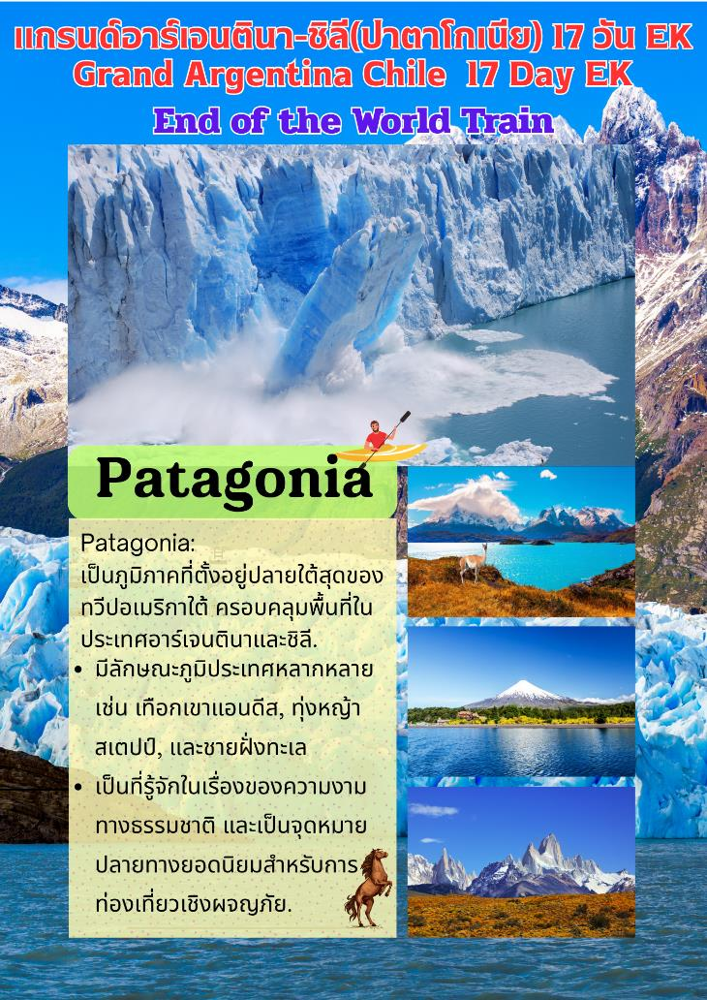 แกรนด์อาร์เจนตินา-ชิลี(ปาตาโกเนีย) 17 วัน EK
Grand Argentina Chile 17 Day EK
End of the World Train
Patagonia
Patagonia:
เป็นภูมิภาคที่ตั้งอยู่ปลายใต้สุดของ
ทวีปอเมริกาใต้ ครอบคลุมพื้นที่ใน
ประเทศอาร์เจนตินาและชิลี.
• มีลักษณะภูมิประเทศหลากหลาย
เช่น เทือกเขาแอนดีส, ทุ่งหญ้า
สเตปป์, และชายฝั่งทะเล
• เป็นที่รู้จักในเรื่องของความงาม
ทางธรรมชาติ และเป็นจุดหมาย
ปลายทางยอดนิยมสำหรับการ
ท่องเที่ยวเชิงผจญภัย.